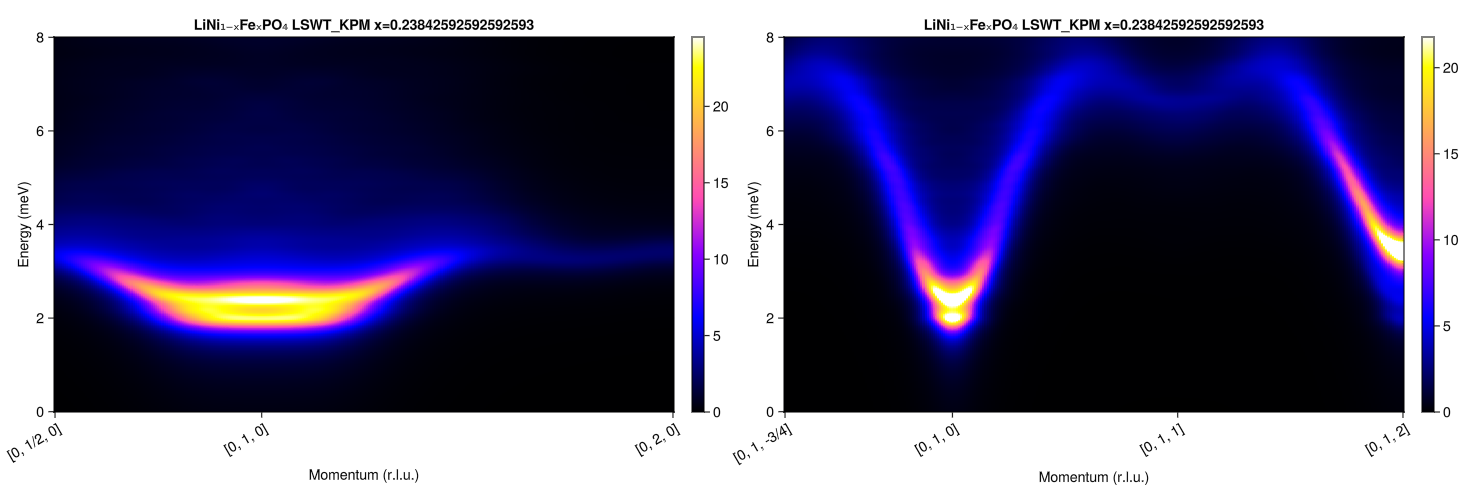 LiNi₁₋ₓFeₓPO₄ LSWT_KPM x=0.23842592592592593
8
6
4
2
0
Energy (meV)
[0, 1/2, 0]
[0, 1, 0]
[0, 2, 0]
Momentum (r.l.u.)
20
15
10
5
0
LiNi₁₋ₓFeₓPO₄ LSWT_KPM x=0.23842592592592593
8
6
4
2
0
Energy (meV)
[0, 1, -3/4]
[0, 1, 0]
[0, 1, 1]
[0, 1, 2]
Momentum (r.l.u.)
20
15
10
5
0